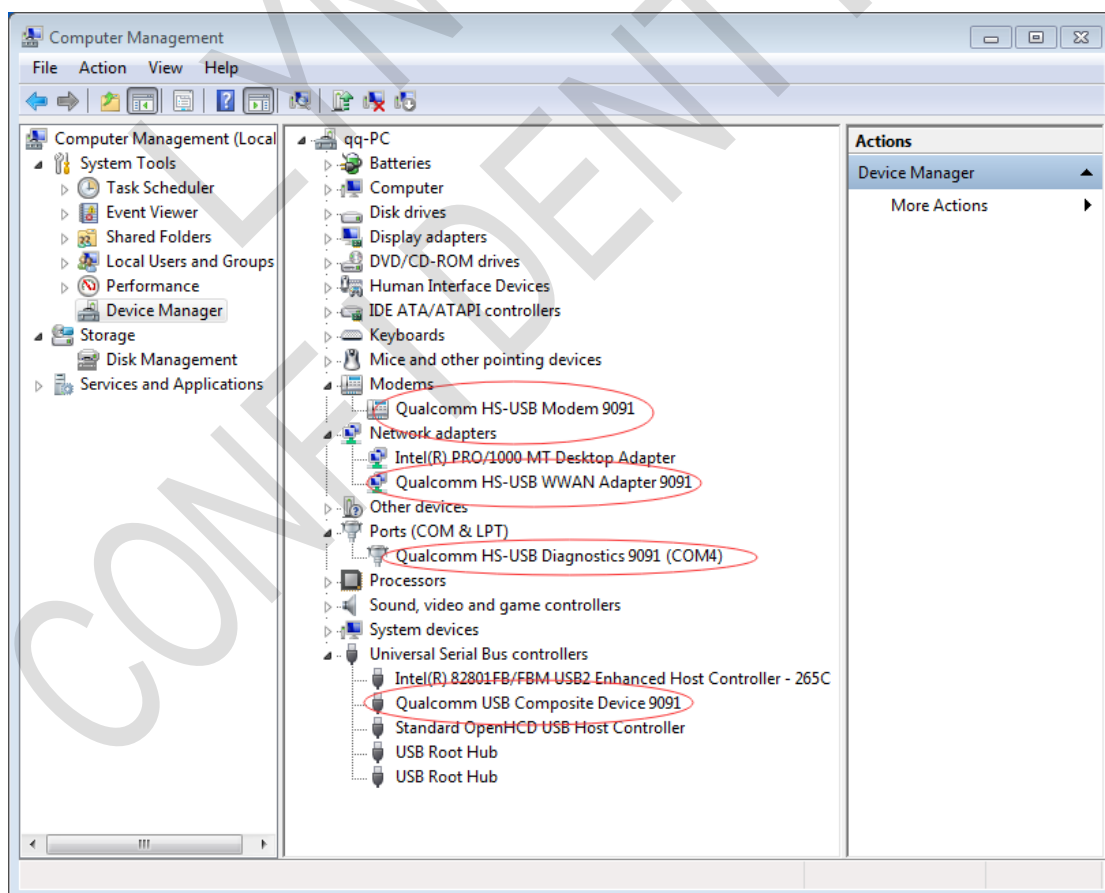 Computer Management
File Action View Help
Computer Management (Local
System Tools
Task Scheduler
Event Viewer
Shared Folders
Local Users and Groups
Performance
Device Manager
Storage
Disk Management
Services and Applications
qq-PC
Batteries
Computer
Disk drives
Display adapters
DVD/CD-ROM drives
Human Interface Devices
IDE ATA/ATAPI controllers
Keyboards
Mice and other pointing devices
Modems
Qualcomm HS-USB Modem 9091
Network adapters
Intel(R) PRO/1000 MT Desktop Adapter
Qualcomm HS-USB WWAN Adapter 9091
Other devices
Ports (COM & LPT)
Qualcomm HS-USB Diagnostics 9091 (COM4)
Processors
Sound, video and game controllers
System devices
Universal Serial Bus controllers
Intel(R) 82801FB/FBM USB2 Enhanced Host Controller - 265C
Qualcomm USB Composite Device 9091
Standard OpenHCD USB Host Controller
USB Root Hub
USB Root Hub
Actions
Device Manager
More Actions